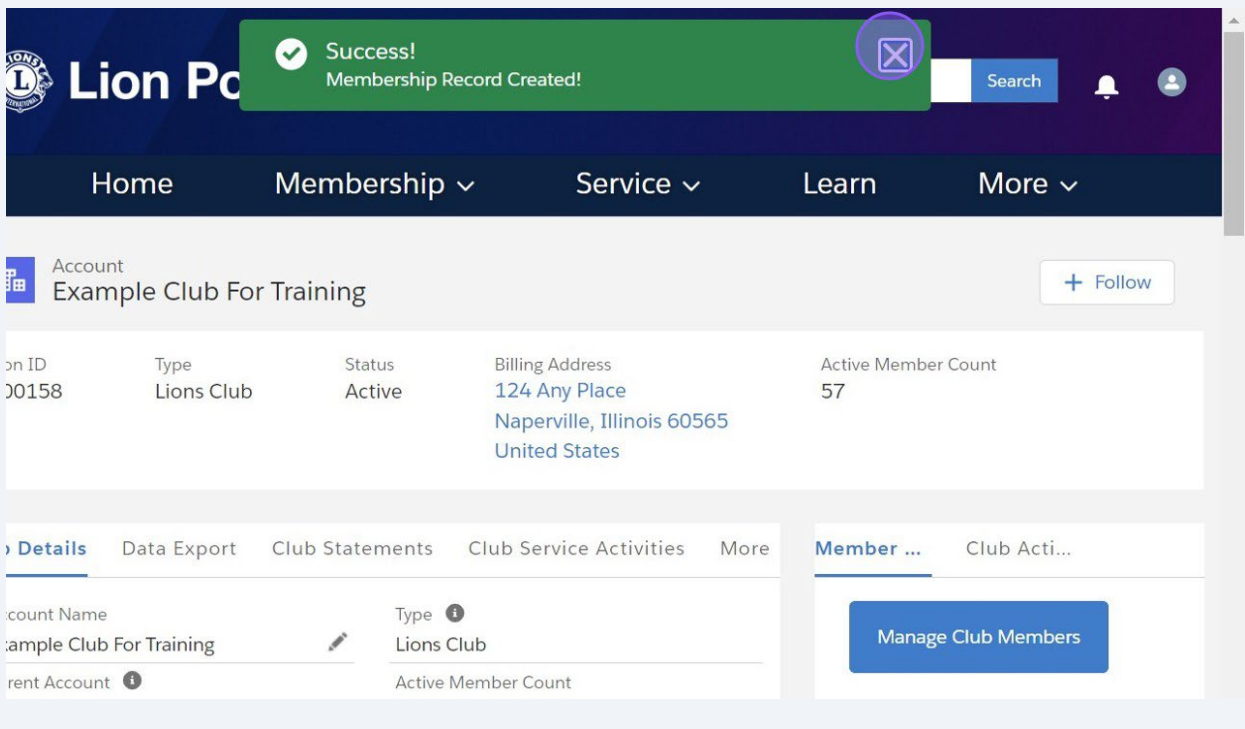 Success!
Membership Record Created!
LIONS
L
INTERNATIONAL
Lion Po
Search
Home Membership Service Learn More
Account
Example Club For Training
+ Follow
on ID Type Status Billing Address Active Member Count
00158 Lions Club Active 124 Any Place 57
Naperville, Illinois 60565
United States
Details Data Export Club Statements Club Service Activities More Member ... Club Acti...
count Name Type
ample Club For Training Lions Club
Manage Club Members
rent Account Active Member Count